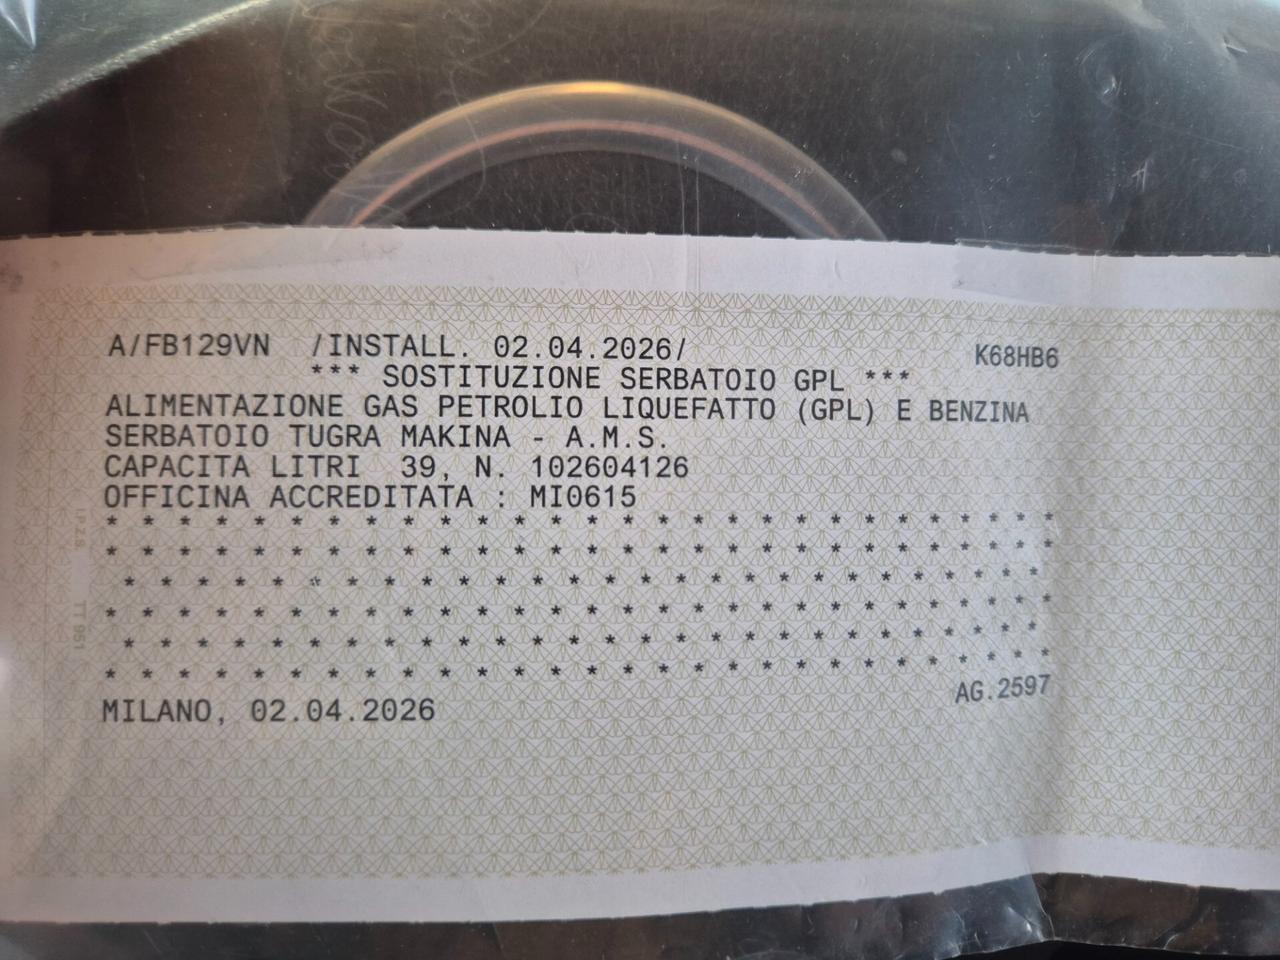 A/FB129VN /INSTALL. 02.04.2026/ K68HB6
*** SOSTITUZIONE SERBATOIO GPL ***
ALIMENTAZIONE GAS PETROLIO LIQUEFATTO (GPL) E BENZINA
SERBATOIO TUGRA MAKINA - A.M.S.
CAPACITA LITRI 39, N. 102604126
OFFICINA ACCREDITATA : MI0615
* * * * * * * * * * * * * * * * * * * * * * * * * *
* * * * * * * * * * * * * * * * * * * * * * * * * *
* * * * * * * * * * * * * * * * * * * * * * * * *
* * * * * * * * * * * * * * * * * * * * * * * * * *
* * * * * * * * * * * * * * * * * * * * * * * * *
* * * * * * * * * * * * * * * * * * * * * * * * * *
AG.2597
MILANO, 02.04.2026